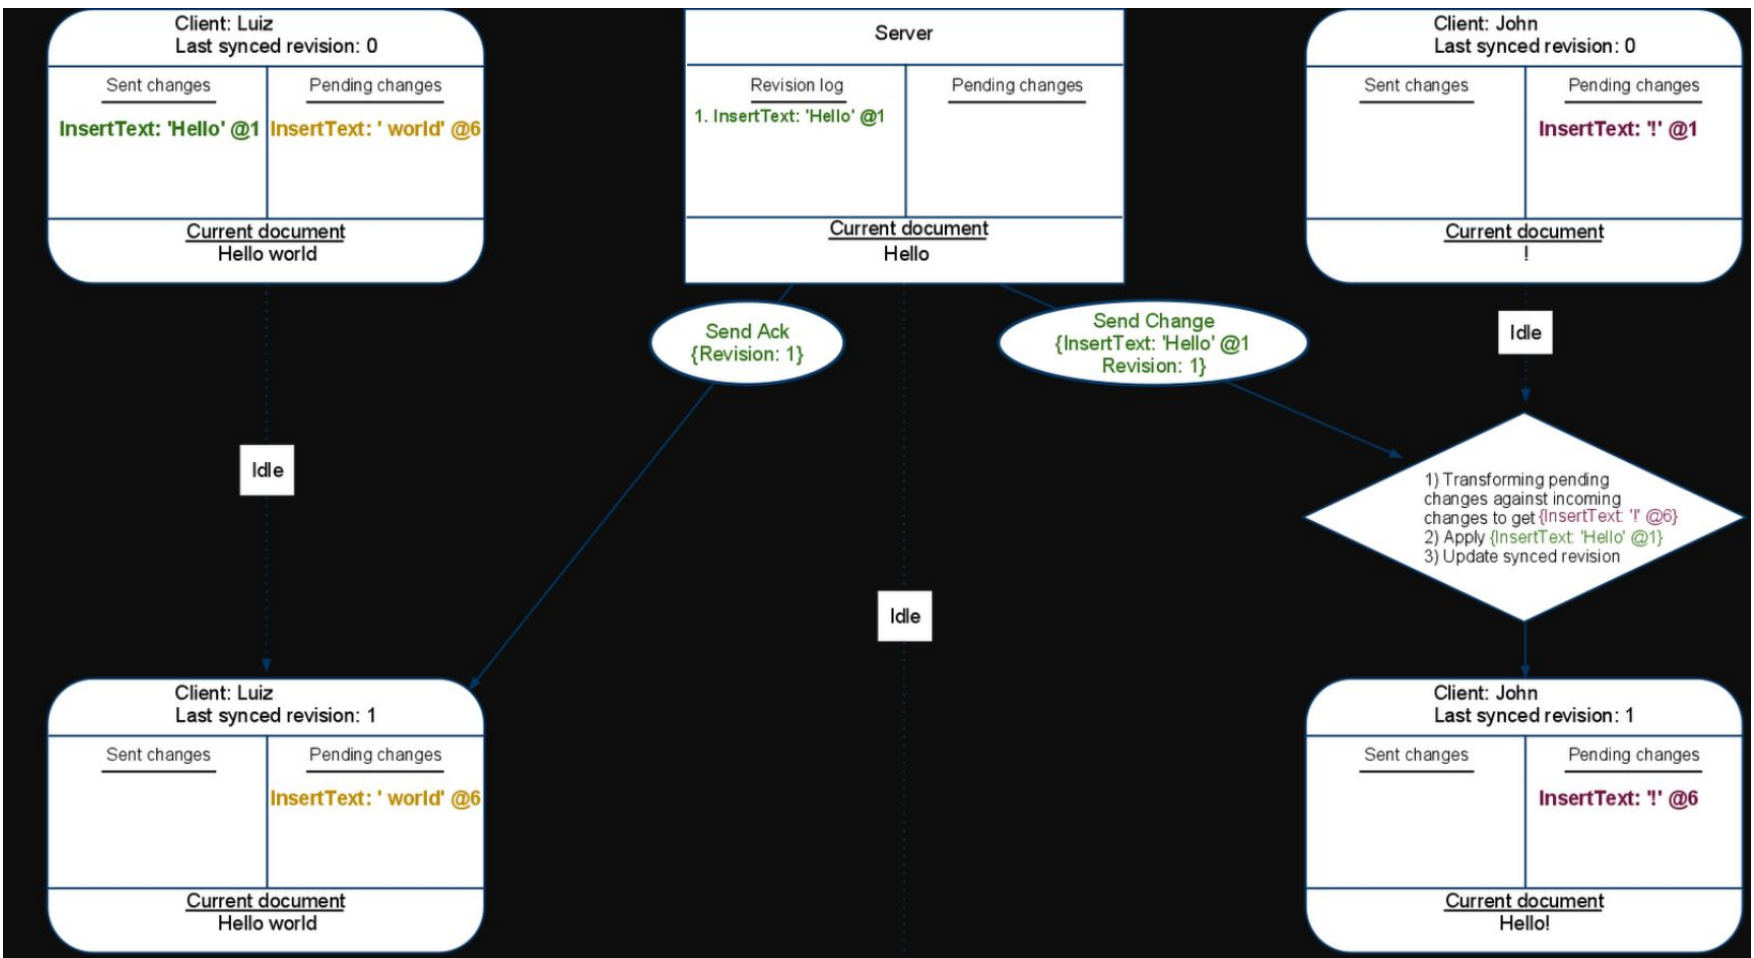 Client: Luiz
Last synced revision: 0
Sent changes
Pending changes
InsertText: 'Hello' @1
InsertText: ' world' @6
Current document
Hello world
Server
Revision log
Pending changes
1. InsertText: 'Hello' @1
Current document
Hello
Client: John
Last synced revision: 0
Sent changes
Pending changes
InsertText: '!' @1
Current document
!
Send Ack
{Revision: 1}
Send Change
{InsertText: 'Hello' @1
Revision: 1}
Idle
Idle
Idle
1) Transforming pending
changes against incoming
changes to get {InsertText: '!' @6}
2) Apply {InsertText: 'Hello' @1}
3) Update synced revision
Client: Luiz
Last synced revision: 1
Sent changes
Pending changes
InsertText: ' world' @6
Current document
Hello world
Client: John
Last synced revision: 1
Sent changes
Pending changes
InsertText: '!' @6
Current document
Hello!